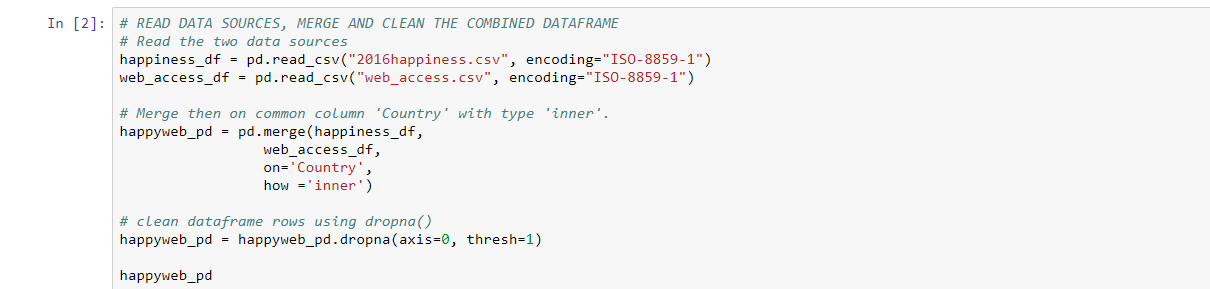 In [2]: # READ DATA SOURCES, MERGE AND CLEAN THE COMBINED DATAFRAME
# Read the two data sources
happiness_df = pd.read_csv("2016happiness.csv", encoding="ISO-8859-1")
web_access_df = pd.read_csv("web_access.csv", encoding="ISO-8859-1")
# Merge then on common column 'Country' with type 'inner'.
happyweb_pd = pd.merge(happiness_df,
web_access_df,
on='Country',
how ='inner')
# clean dataframe rows using dropna()
happyweb_pd = happyweb_pd.dropna(axis=0, thresh=1)
happyweb_pd